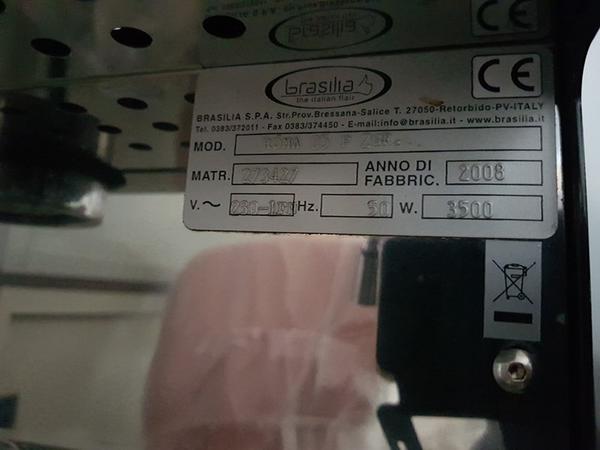 brasilia
the italian flair
CE
BRASILIA S.P.A. Str.Prov.Bressana-Salice T. 27050-Retorbido-PV-ITALY
Tel. 0383/372011 - Fax 0383/374450 - E-mail:info@brasilia.it - www.brasilia.it
MOD. ROMA
MATR. 273427 ANNO DI FABBRIC. 2008
V.~ Hz. 50 W. 3500